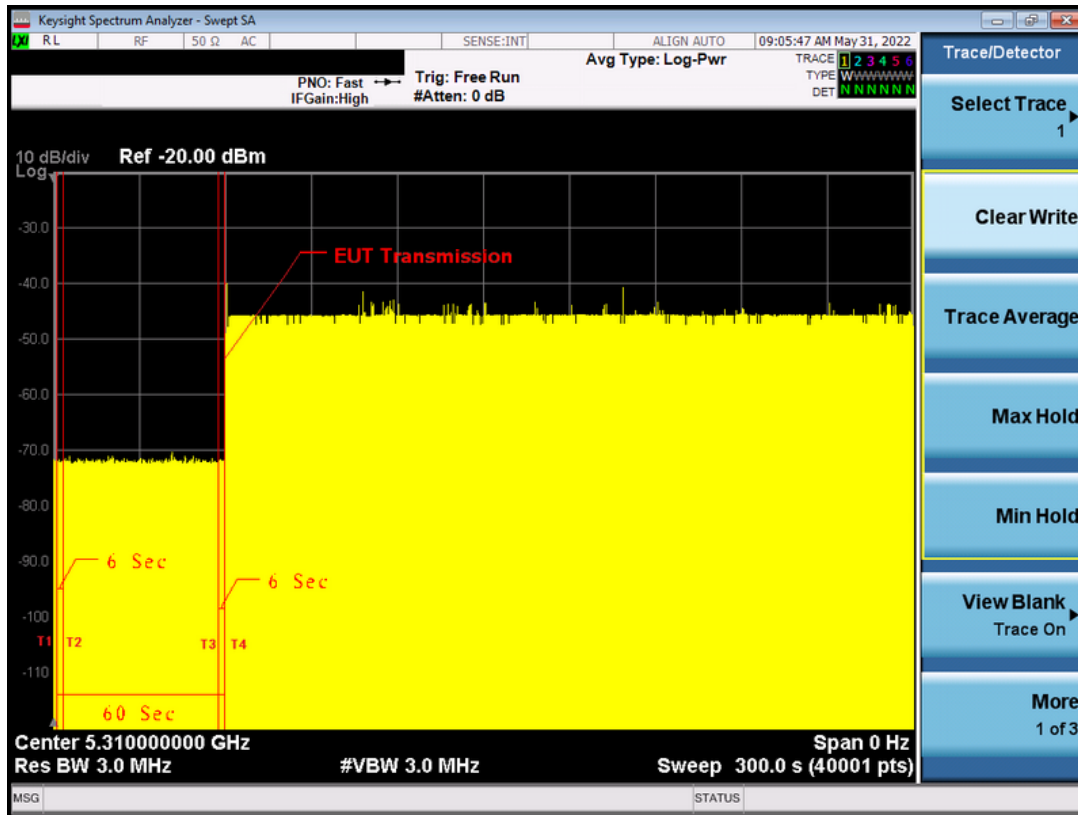 Keysight Spectrum Analyzer - Swept SA
LXI RL RF 50 Ω AC SENSE:INT ALIGN AUTO 09:05:47 AM May 31, 2022
Trace/Detector
PNO: Fast
IFGain:High
Trig: Free Run
#Atten: 0 dB
Avg Type: Log-Pwr
TRACE 1 2 3 4 5 6
TYPE WWWWWW
DET N N N N N N
Select Trace
1
10 dB/div Ref -20.00 dBm
Log
Clear Write
-30.0
EUT Transmission
-40.0
Trace Average
-50.0
-60.0
Max Hold
-70.0
-80.0
Min Hold
-90.0
6 Sec
6 Sec
-100
View Blank
Trace On
T1 T2 T3 T4
-110
60 Sec
More
1 of 3
Center 5.310000000 GHz Span 0 Hz
Res BW 3.0 MHz #VBW 3.0 MHz Sweep 300.0 s (40001 pts)
MSG STATUS